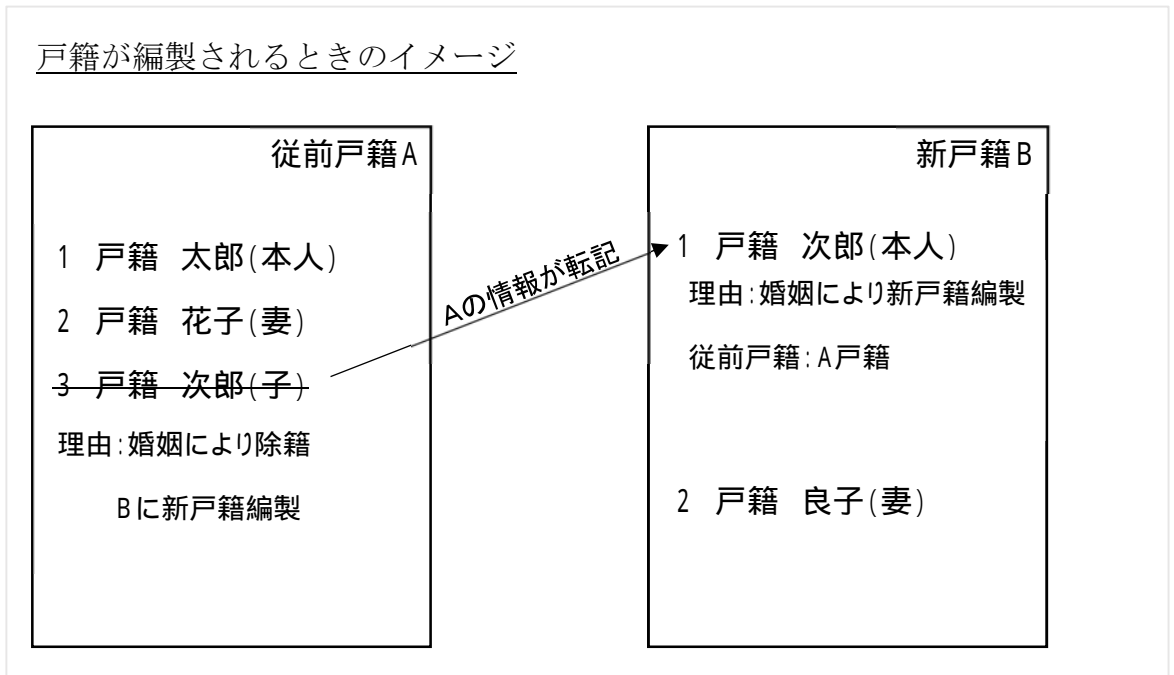 戸籍が編製されるときのイメージ
従前戸籍A
1 戸籍 太郎(本人)
2 戸籍 花子(妻)
3 戸籍 次郎(子)
理由:婚姻により除籍
Bに新戸籍編製
Aの情報が転記
新戸籍B
1 戸籍 次郎(本人)
理由:婚姻により新戸籍編製
従前戸籍:A戸籍
2 戸籍 良子(妻)